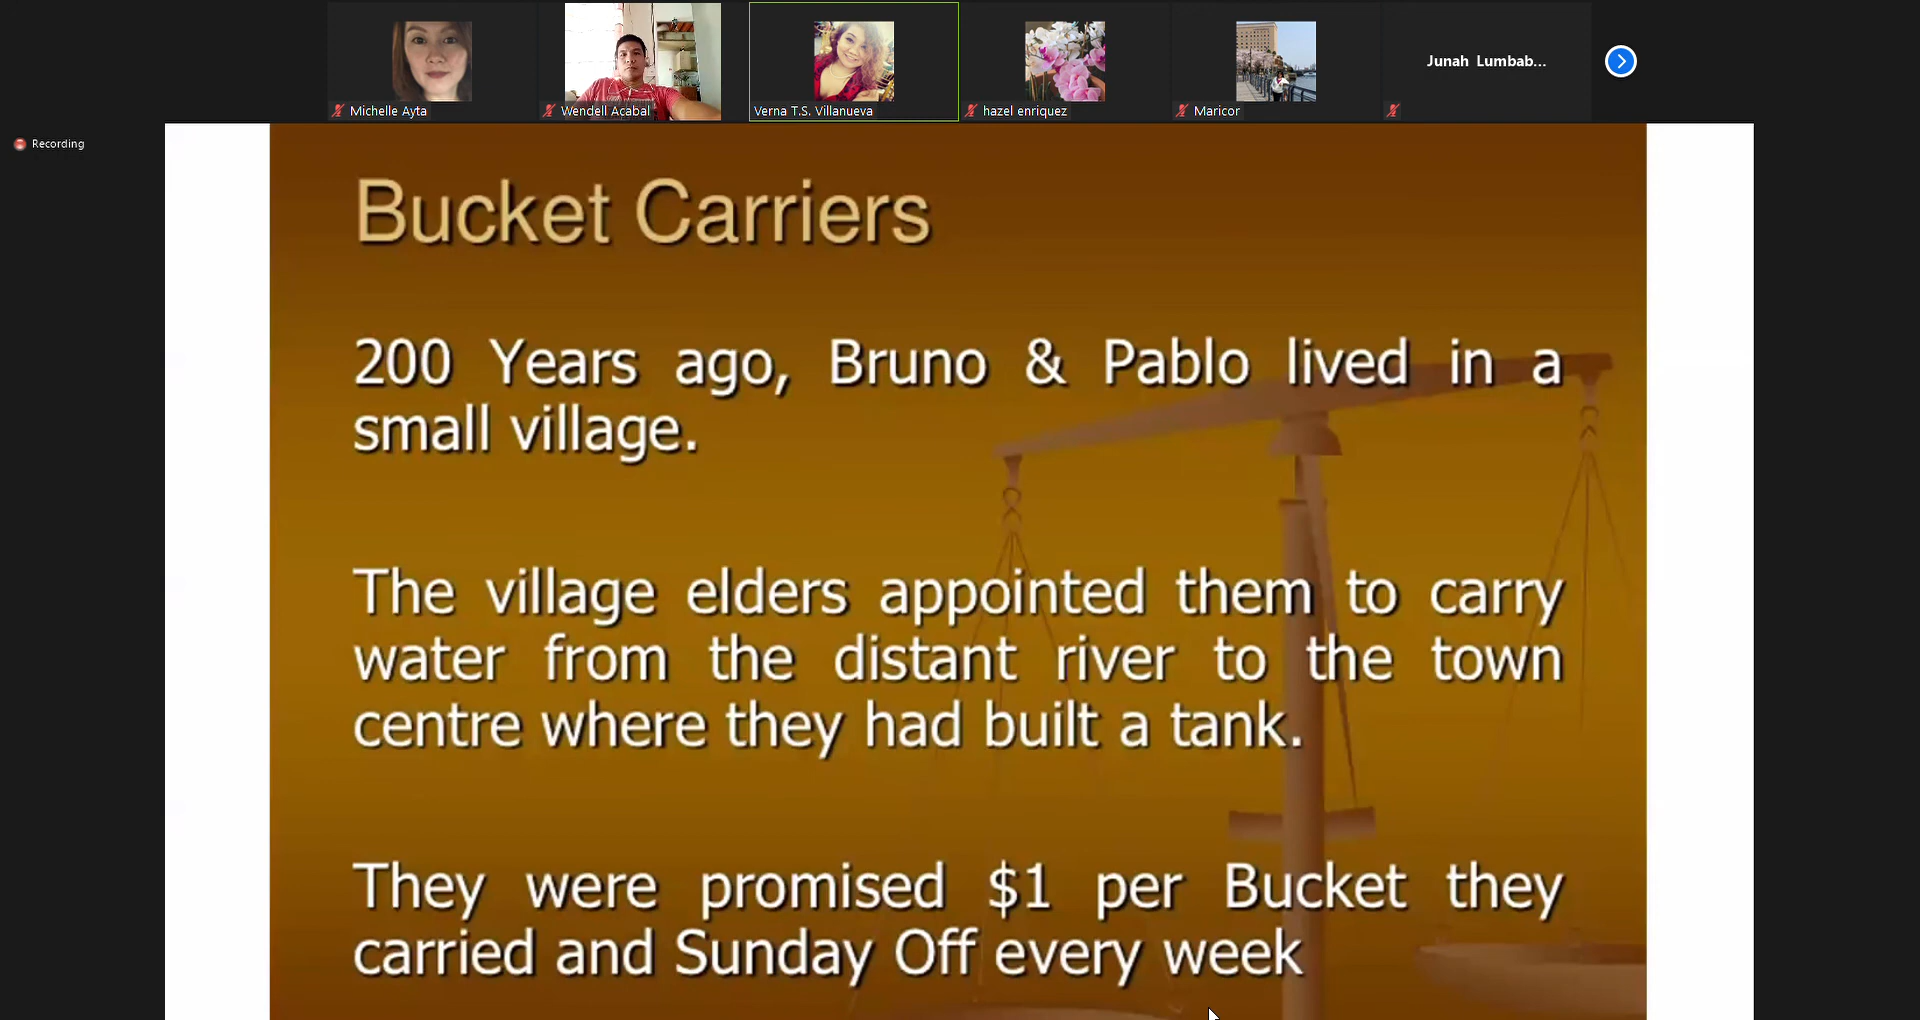 Michelle Ayta
Wendell Acabal
Verna T.S. Villanueva
hazel enriquez
Maricor
Junah Lumbab...
Recording
Bucket Carriers
200 Years ago, Bruno & Pablo lived in a
small village.
The village elders appointed them to carry
water from the distant river to the town
centre where they had built a tank.
They were promised $1 per Bucket they
carried and Sunday Off every week